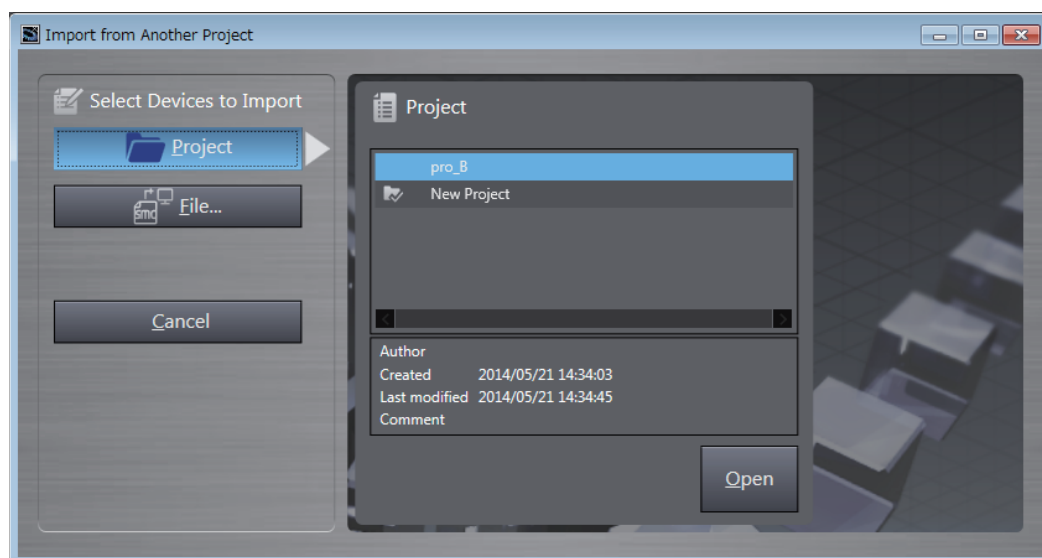 Import from Another Project
Select Devices to Import
Project
smc File...
Cancel
Project
pro_B
New Project
Author
Created 2014/05/21 14:34:03
Last modified 2014/05/21 14:34:45
Comment
Open